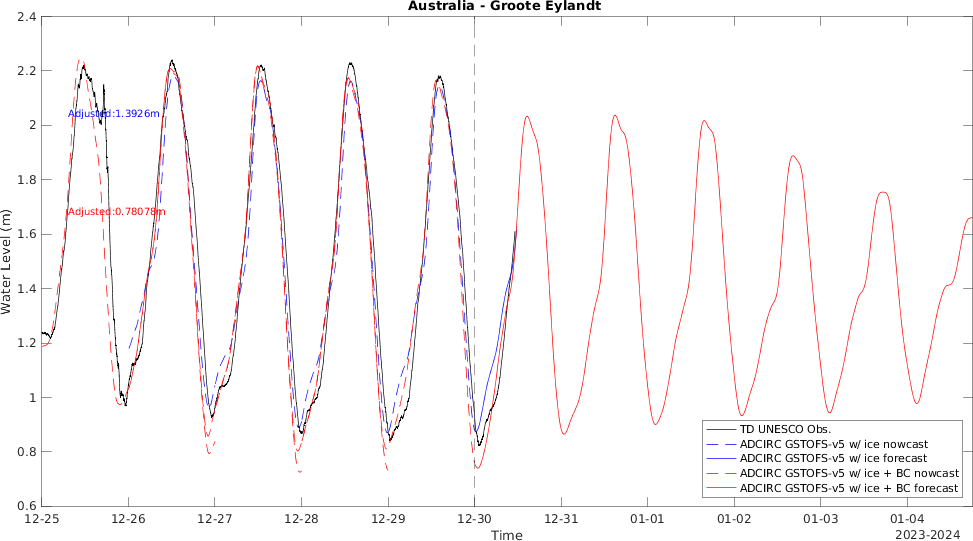 Australia - Groote Eylandt
2.4
2.2
2
1.8
1.6
1.4
1.2
1
0.8
0.6
Water Level (m)
Adjusted:1.3926m
Adjusted:0.78078m
TD UNESCO Obs.
ADCIRC GSTOFS-v5 w/ ice nowcast
ADCIRC GSTOFS-v5 w/ ice forecast
ADCIRC GSTOFS-v5 w/ ice + BC nowcast
ADCIRC GSTOFS-v5 w/ ice + BC forecast
12-25 12-26 12-27 12-28 12-29 12-30 12-31 01-01 01-02 01-03 01-04
Time
2023-2024